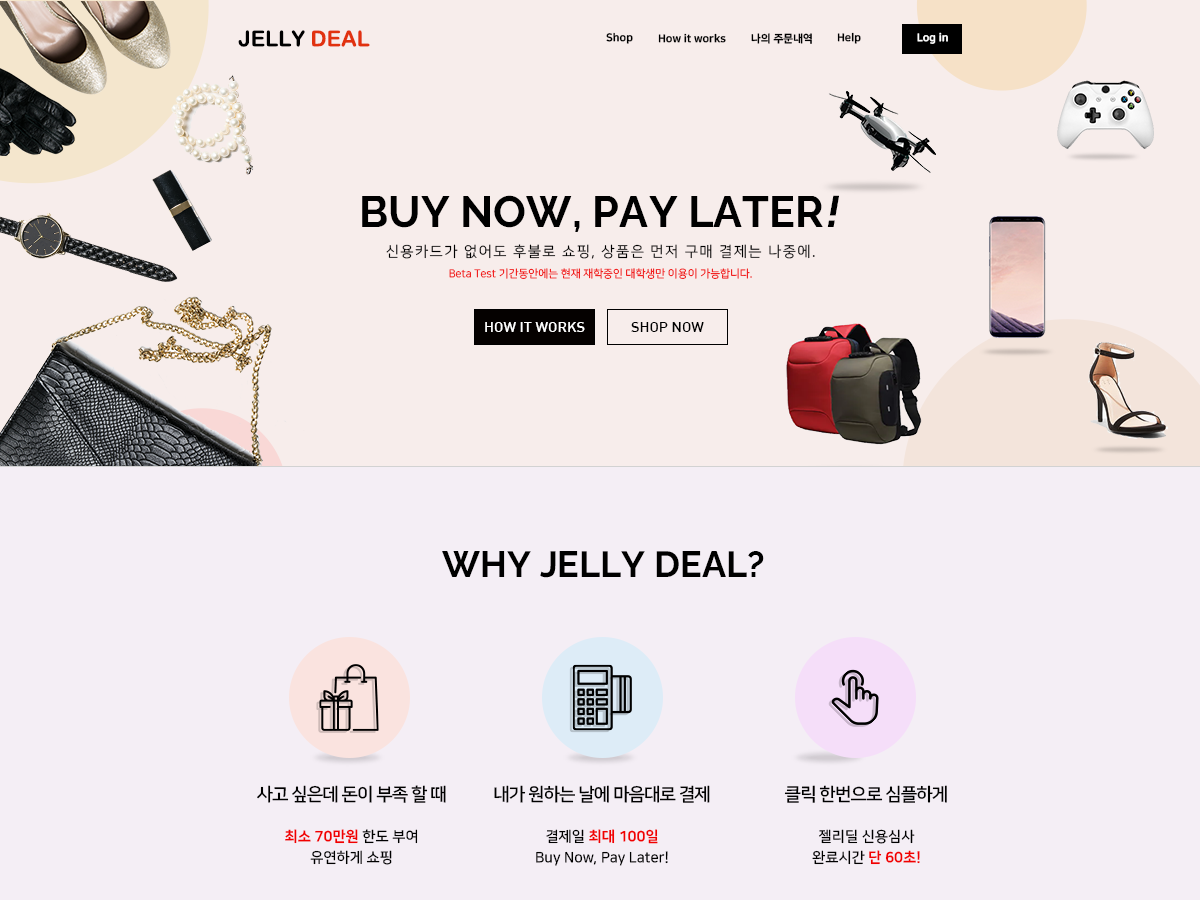 JELLY DEAL
Shop
How it works
나의 주문내역
Help
Log in
BUY NOW, PAY LATER!
신용카드가 없어도 후불로 쇼핑, 상품은 먼저 구매 결제는 나중에.
Beta Test 기간동안에는 현재 재학중인 대학생만 이용이 가능합니다.
HOW IT WORKS
SHOP NOW
WHY JELLY DEAL?
사고 싶은데 돈이 부족 할 때
최소 70만원 한도 부여
유연하게 쇼핑
내가 원하는 날에 마음대로 결제
결제일 최대 100일
Buy Now, Pay Later!
클릭 한번으로 심플하게
젤리딜 신용심사
완료시간 단 60초!